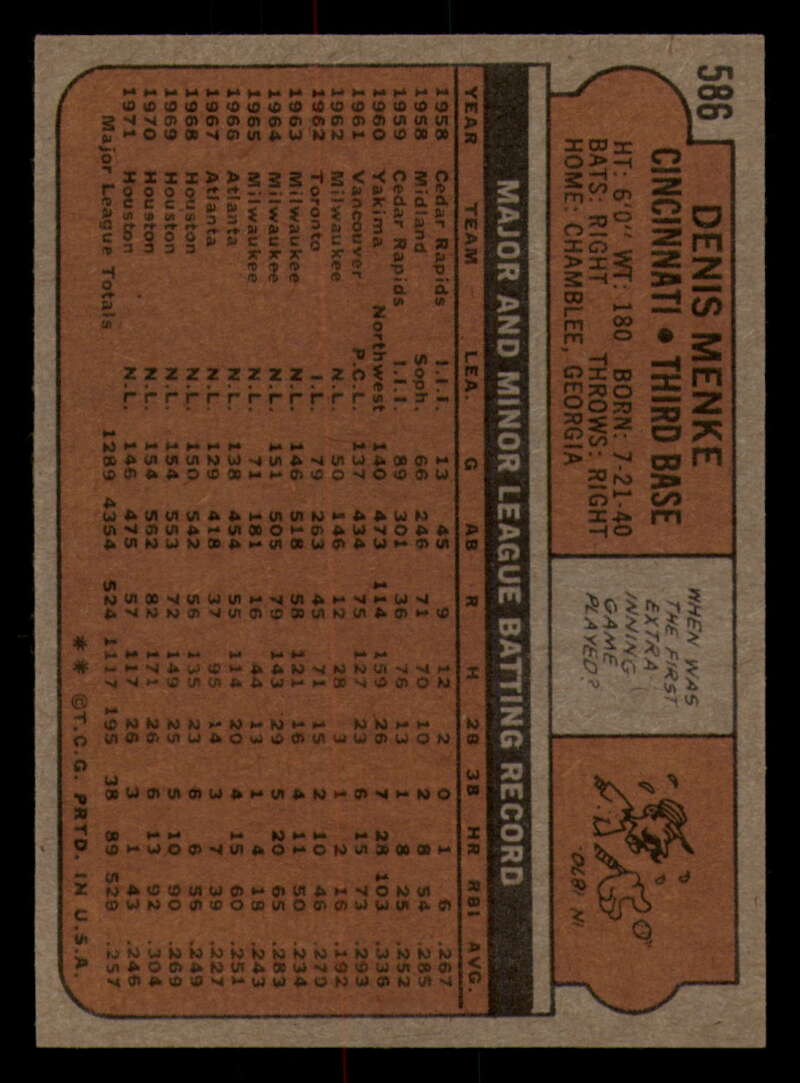 586
DENIS MENKE
CINCINNATI • THIRD BASE
HT: 6'0" WT: 180 BORN: 7-21-40
BATS: RIGHT THROWS: RIGHT
HOME: CHAMBLEE, GEORGIA
WHEN WAS
THE FIRST
EXTRA
INNING
GAME
PLAYED?
IN 1870.
MAJOR AND MINOR LEAGUE BATTING RECORD
YEAR TEAM LEA. G AB R H 2B 3B HR RBI AVG.
1958 Cedar Rapids I.I.I. 13 45 9 12 2 0 1 6 .267
1958 Midland Soph. 66 246 71 70 10 2 8 54 .285
1959 Cedar Rapids I.I.I. 89 301 36 76 13 1 8 25 .252
1960 Yakima Northwest 140 473 114 159 26 7 28 103 .336
1961 Vancouver P.C.L. 137 434 75 127 23 6 15 73 .293
1962 Milwaukee N.L. 50 146 12 28 3 1 2 16 .192
1962 Toronto I.L. 79 263 45 71 15 2 10 46 .270
1963 Milwaukee N.L. 146 518 58 121 16 4 11 50 .234
1964 Milwaukee N.L. 151 505 79 143 29 5 20 65 .283
1965 Milwaukee N.L. 71 181 16 44 13 1 4 18 .243
1966 Atlanta N.L. 138 454 55 114 20 4 15 60 .251
1967 Atlanta N.L. 129 418 37 95 14 3 7 39 .227
1968 Houston N.L. 150 542 56 135 23 6 6 56 .249
1969 Houston N.L. 154 553 72 149 25 5 10 90 .269
1970 Houston N.L. 154 562 82 171 26 6 13 92 .304
1971 Houston N.L. 146 475 57 117 26 3 1 43 .246
Major League Totals 1289 4354 524 1117 195 38 89 529 .257
** ©T.C.G. PRTD. IN U.S.A.